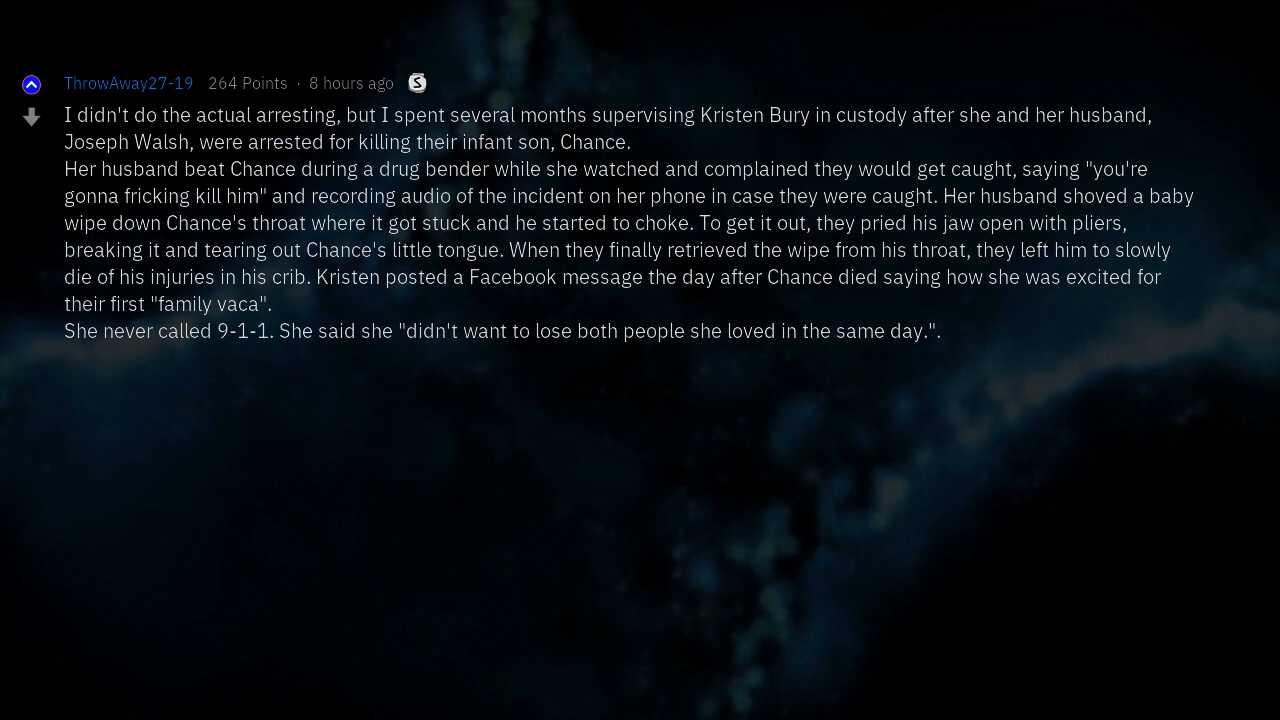 ThrowAway27-19 264 Points · 8 hours ago S
I didn't do the actual arresting, but I spent several months supervising Kristen Bury in custody after she and her husband,
Joseph Walsh, were arrested for killing their infant son, Chance.
Her husband beat Chance during a drug bender while she watched and complained they would get caught, saying "you're
gonna fricking kill him" and recording audio of the incident on her phone in case they were caught. Her husband shoved a baby
wipe down Chance's throat where it got stuck and he started to choke. To get it out, they pried his jaw open with pliers,
breaking it and tearing out Chance's little tongue. When they finally retrieved the wipe from his throat, they left him to slowly
die of his injuries in his crib. Kristen posted a Facebook message the day after Chance died saying how she was excited for
their first "family vaca".
She never called 9-1-1. She said she "didn't want to lose both people she loved in the same day.".